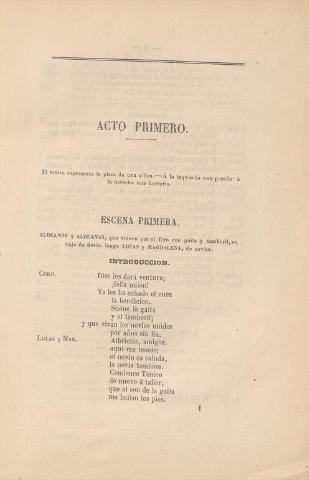 ACTO PRIMERO.
El teatro representa la plaza de una aldea.—Á la izquierda una posada: á
la derecha una herrería.
ESCENA PRIMERA.
ALDEANOS y ALDEANAS, que vienen por el foro con gaita y tamboril, en
traje de fiesta: luego LUCAS y MAGDALENA, de novios.
INTRODUCCION.
CORO. Dios les dará ventura;
¡feliz union!
Ya les ha echado el cura
la bendicion.
Suene la gaita
y el tamboril;
y que vivan los novios unidos
por años sin fin.
LUCAS y MAG. Albricias, amigos,
aquí me teneis;
el novio os saluda,
la novia tambien.
Comience Tonico
de nuevo á tañer,
que al son de la gaita
me bailan los pies.
1